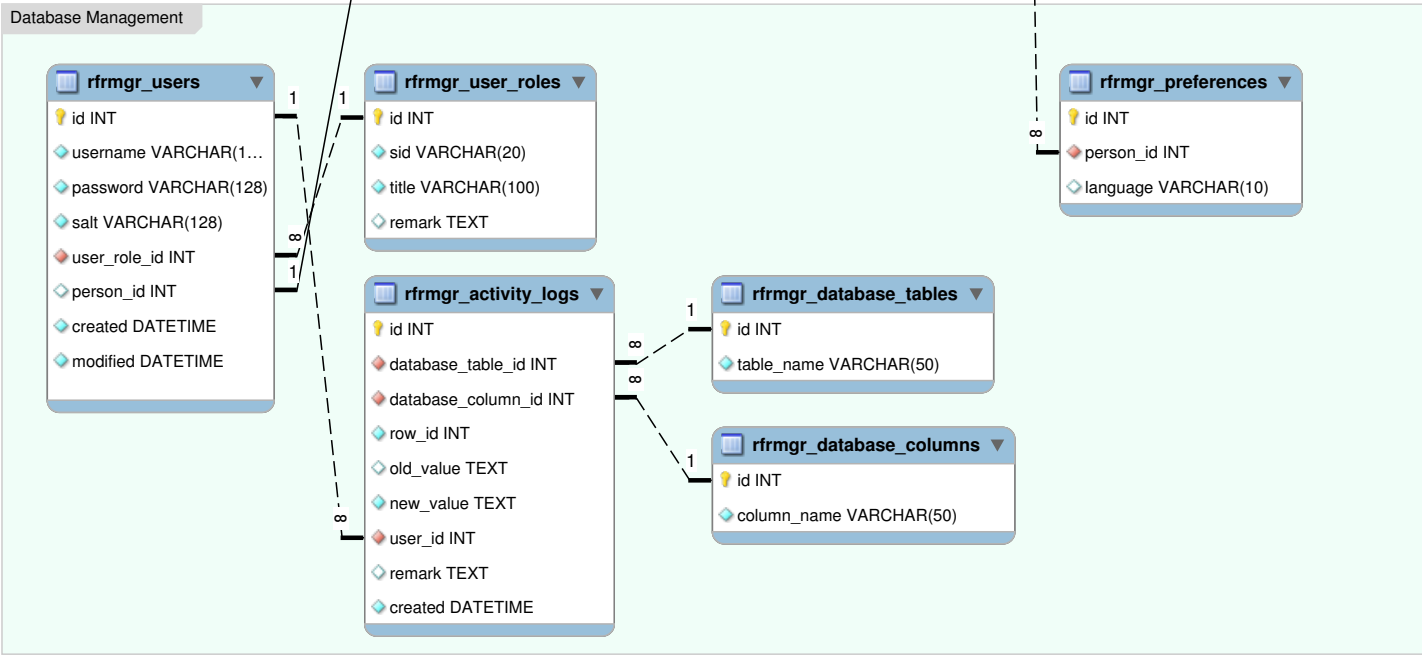 Database Management
rfrmgr_users
id INT
username VARCHAR(1…
password VARCHAR(128)
salt VARCHAR(128)
user_role_id INT
person_id INT
created DATETIME
modified DATETIME
1
∞
1
rfrmgr_user_roles
id INT
sid VARCHAR(20)
title VARCHAR(100)
remark TEXT
1
rfrmgr_activity_logs
id INT
database_table_id INT
database_column_id INT
row_id INT
old_value TEXT
new_value TEXT
user_id INT
remark TEXT
created DATETIME
∞
∞
∞
rfrmgr_database_tables
id INT
table_name VARCHAR(50)
1
rfrmgr_database_columns
id INT
column_name VARCHAR(50)
1
rfrmgr_preferences
id INT
person_id INT
language VARCHAR(10)
∞